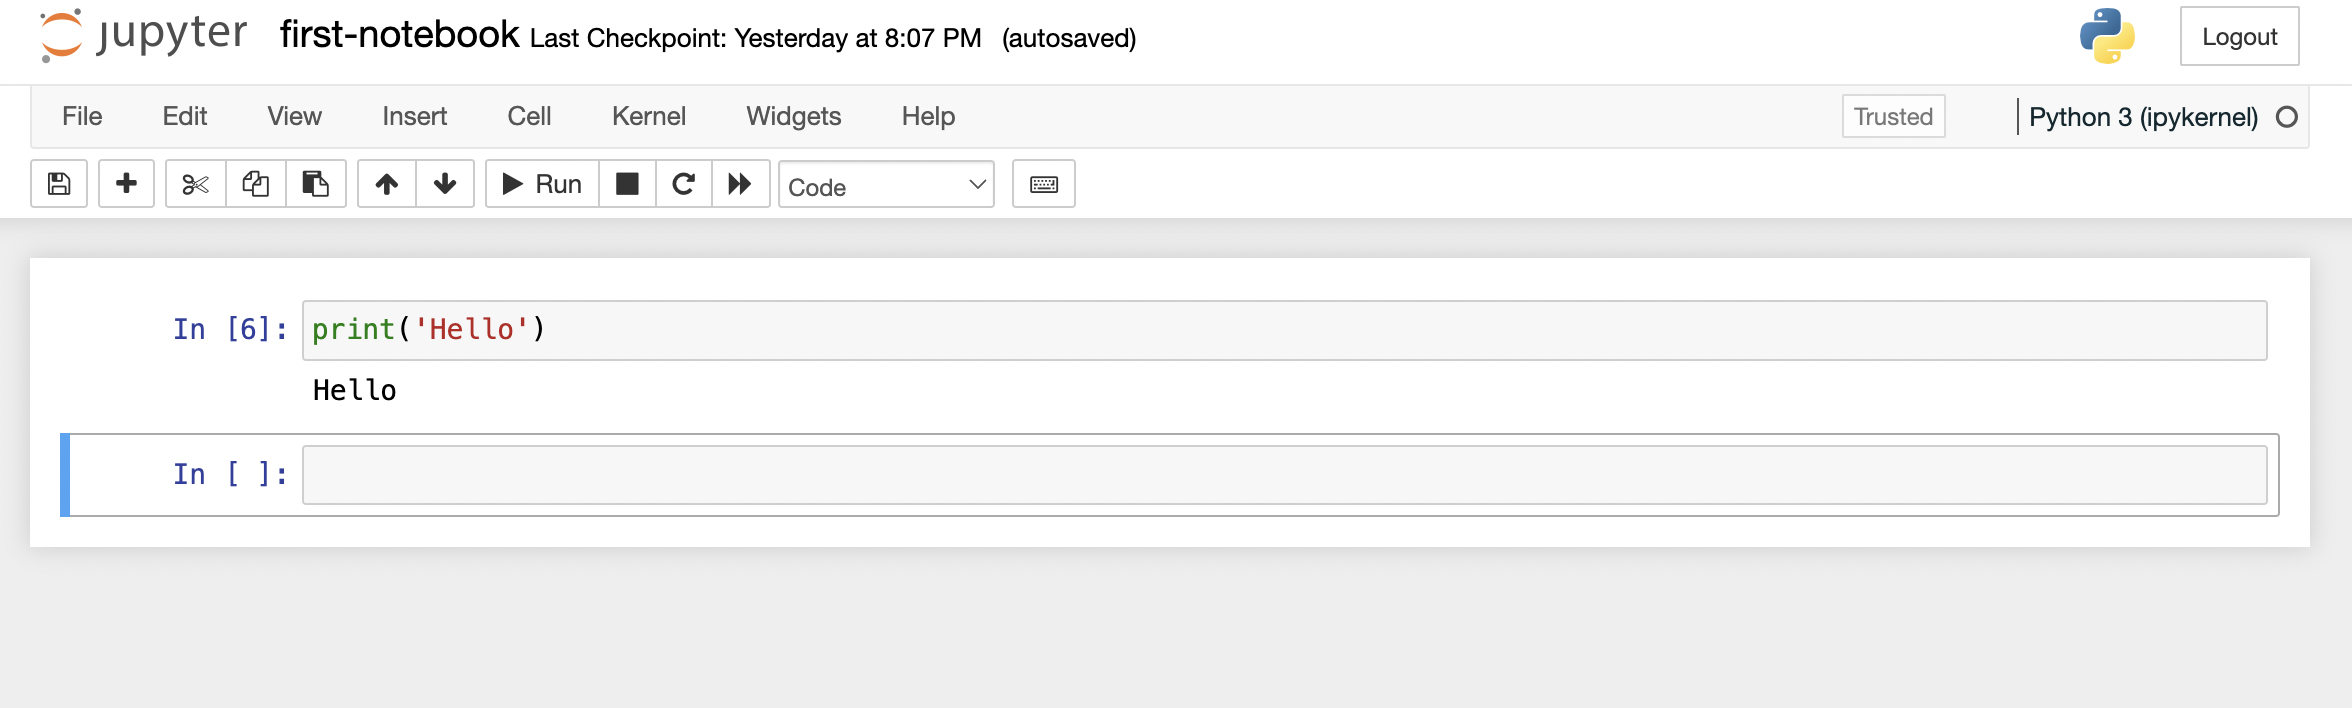 jupyter first-notebook Last Checkpoint: Yesterday at 8:07 PM (autosaved) Logout
File Edit View Insert Cell Kernel Widgets Help Trusted Python 3 (ipykernel)
Run Code
In [6]: print('Hello')
Hello
In [ ]: